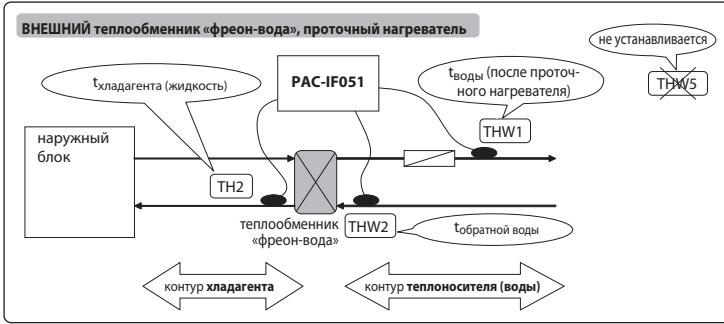 ВНЕШНИЙ теплообменник «фреон-вода», проточный нагреватель
не устанавливается
THW5
tхладагента (жидкость)
PAC-IF051
tводы (после проточ-
ного нагревателя)
THW1
наружный
блок
TH2
теплообменник
«фреон-вода»
THW2
tобратной воды
контур хладагента
контур теплоносителя (воды)